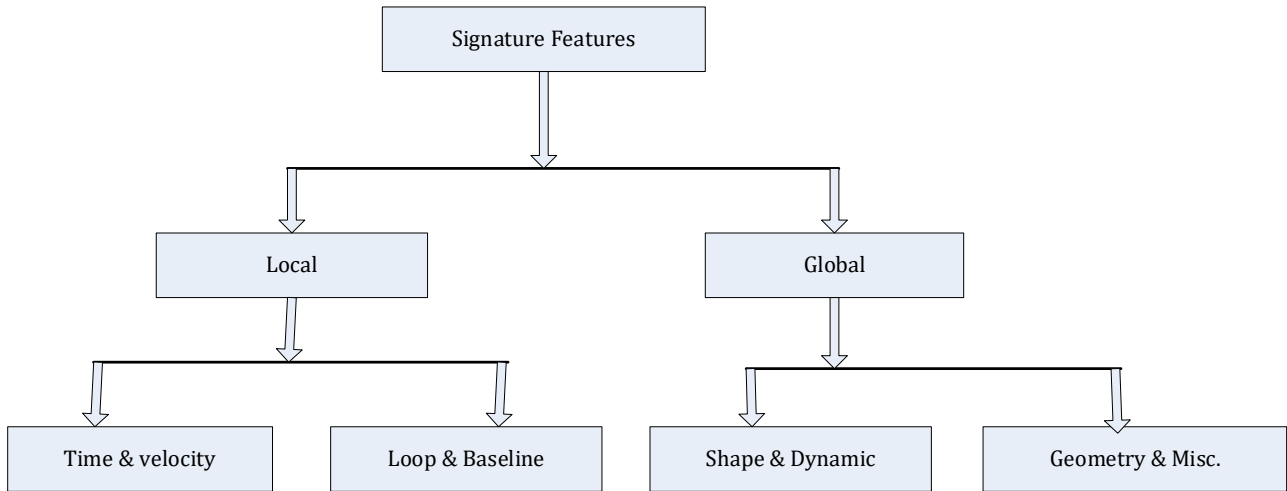 Signature Features
Local
Global
Time & velocity
Loop & Baseline
Shape & Dynamic
Geometry & Misc.